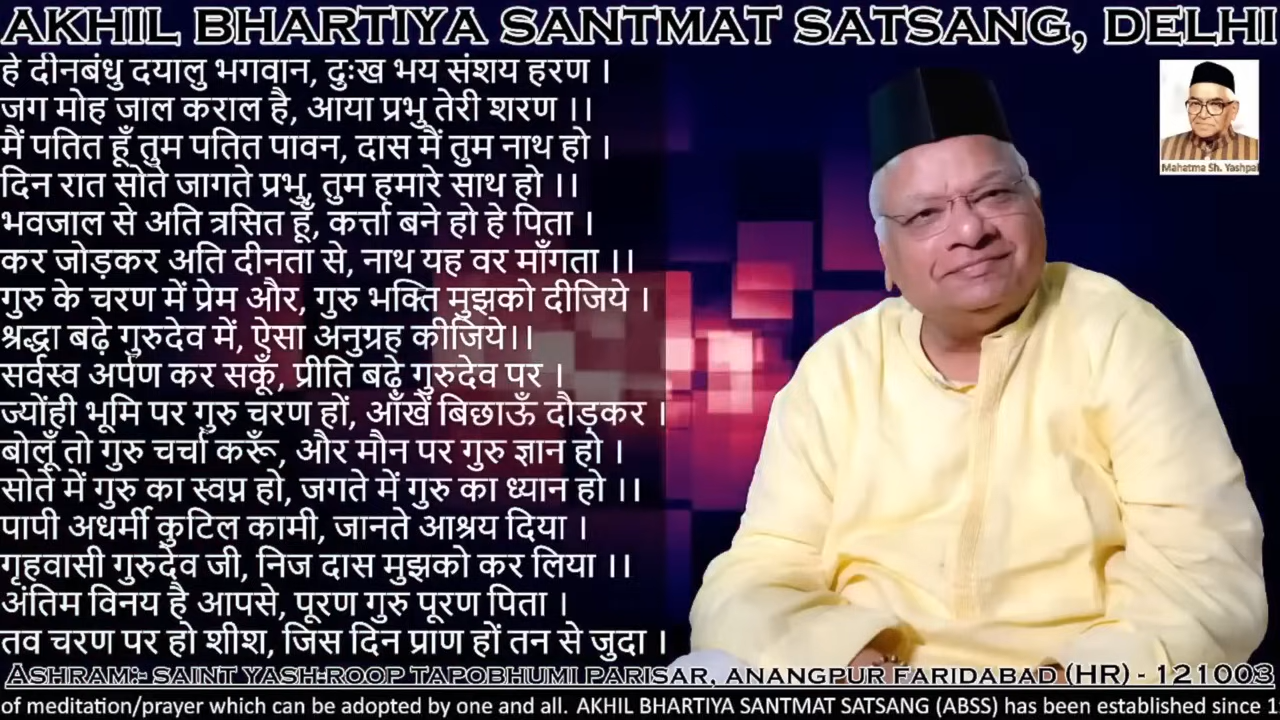 AKHIL BHARTIYA SANTMAT SATSANG, DELHI
हे दीनबंधु दयालु भगवान, दुःख भय संशय हरण ।
जग मोह जाल कराल है, आया प्रभु तेरी शरण ।।
मैं पतित हूँ तुम पतित पावन, दास मैं तुम नाथ हो ।
दिन रात सोते जागते प्रभु, तुम हमारे साथ हो ।।
भवजाल से अति त्रसित हूँ, कर्त्ता बने हो हे पिता ।
कर जोड़कर अति दीनता से, नाथ यह वर माँगता ।।
गुरु के चरण में प्रेम और, गुरु भक्ति मुझको दीजिये ।
श्रद्धा बढ़े गुरुदेव में, ऐसा अनुग्रह कीजिये।।
सर्वस्व अर्पण कर सकूँ, प्रीति बढ़े गुरुदेव पर ।
ज्योंही भूमि पर गुरु चरण हों, आँखें बिछाऊँ दौड़कर ।
बोलूँ तो गुरु चर्चा करूँ, और मौन पर गुरु ज्ञान हो ।
सोते में गुरु का स्वप्न हो, जगते में गुरु का ध्यान हो ।।
पापी अधर्मी कुटिल कामी, जानते आश्रय दिया ।
गृहवासी गुरुदेव जी, निज दास मुझको कर लिया ।।
अंतिम विनय है आपसे, पूरण गुरु पूरण पिता ।
तव चरण पर हो शीश, जिस दिन प्राण हों तन से जुदा ।
Mahatma Sh. Yashpal
ASHRAM:- SAINT YASH-ROOP TAPOBHUMI PARISAR, ANANGPUR FARIDABAD (HR) - 121003
of meditation/prayer which can be adopted by one and all. AKHIL BHARTIYA SANTMAT SATSANG (ABSS) has been established since 1